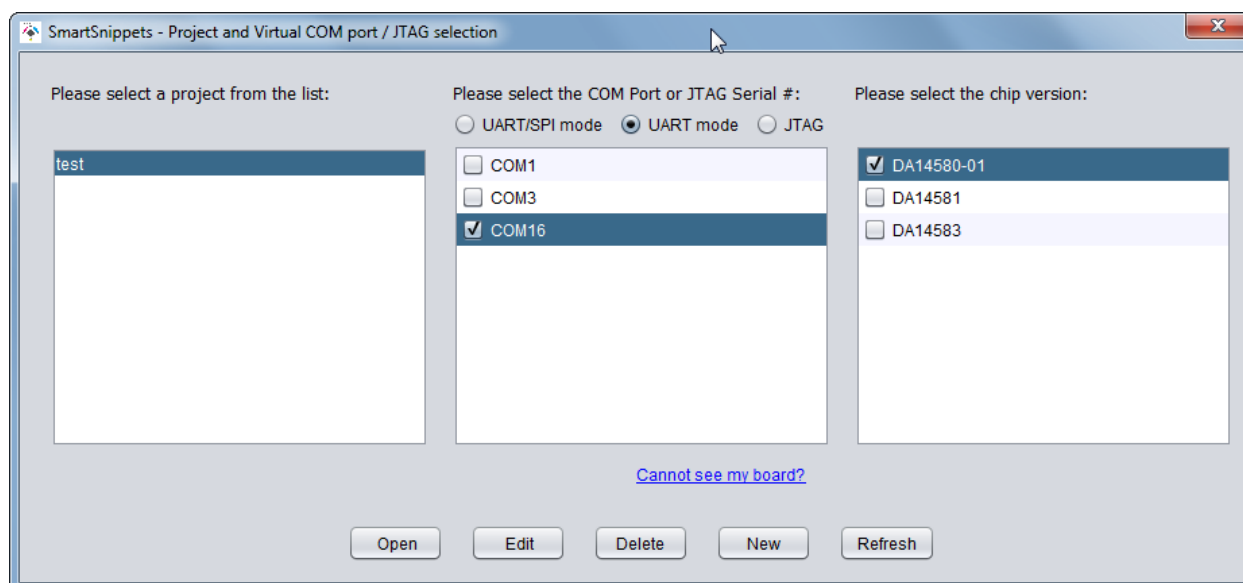 SmartSnippets - Project and Virtual COM port / JTAG selection
X
Please select a project from the list:
test
Please select the COM Port or JTAG Serial #:
UART/SPI mode UART mode JTAG
COM1
COM3
COM16
Please select the chip version:
DA14580-01
DA14581
DA14583
Cannot see my board?
Open Edit Delete New Refresh